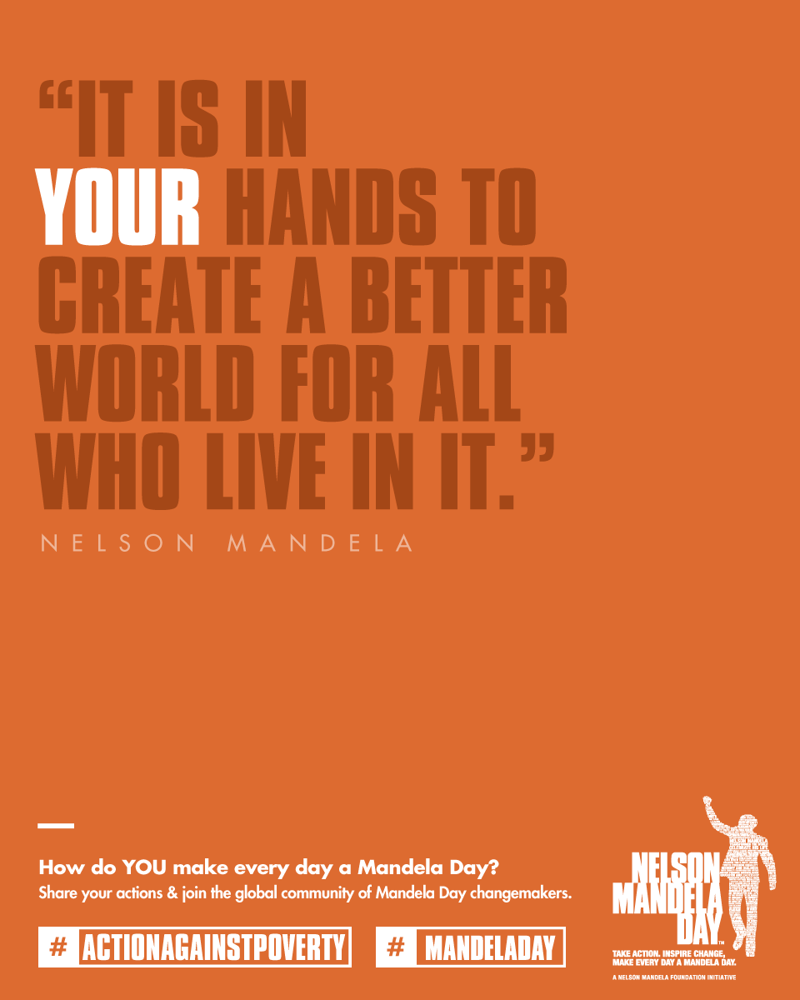 “IT IS IN
YOUR HANDS TO
CREATE A BETTER
WORLD FOR ALL
WHO LIVE IN IT.”
NELSON MANDELA
How do YOU make every day a Mandela Day?
Share your actions & join the global community of Mandela Day changemakers.
# ACTIONAGAINSTPOVERTY
# MANDELADAY
NELSON
MANDELA
DAY™
TAKE ACTION. INSPIRE CHANGE,
MAKE EVERY DAY A MANDELA DAY.
A NELSON MANDELA FOUNDATION INITIATIVE